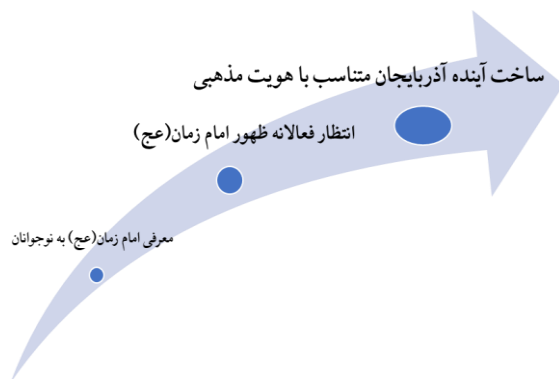 ساخت آینده آذربایجان متناسب با هویت مذهبی
انتظار فعالانه ظهور امام زمان(عج)
معرفی امام زمان(عج) به نوجوانان